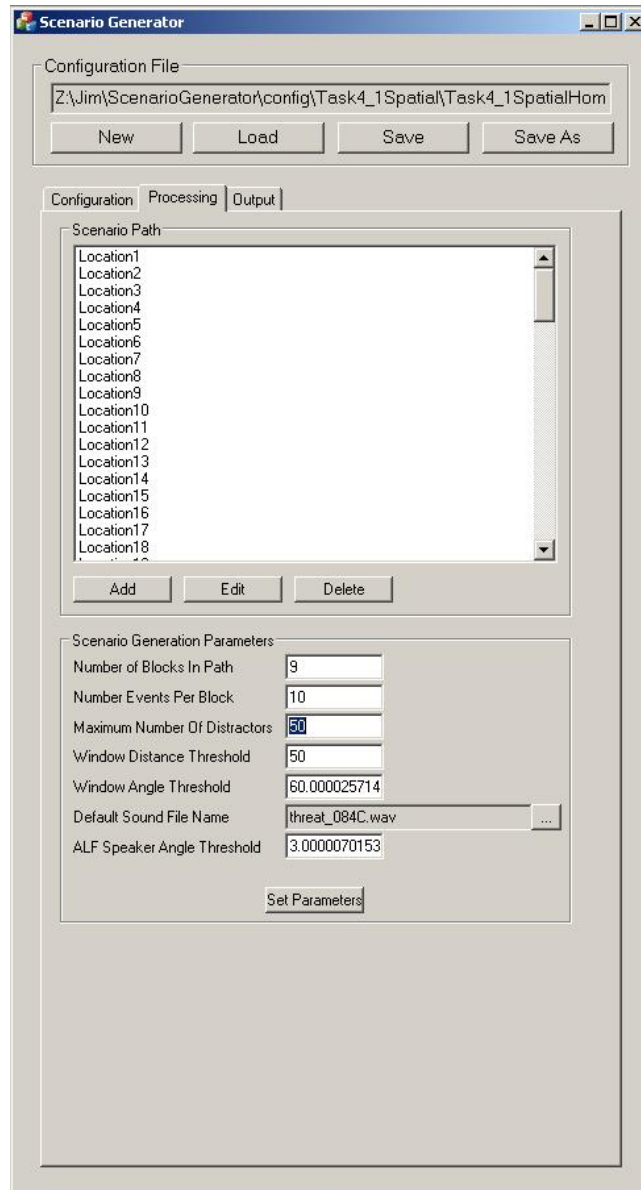 Scenario Generator
Configuration File
Z:\Jim\ScenarioGenerator\config\Task4_1Spatial\Task4_1SpatialHom
New Load Save Save As
Configuration Processing Output
Scenario Path
Location1
Location2
Location3
Location4
Location5
Location6
Location7
Location8
Location9
Location10
Location11
Location12
Location13
Location14
Location15
Location16
Location17
Location18
Add Edit Delete
Scenario Generation Parameters
Number of Blocks In Path 9
Number Events Per Block 10
Maximum Number Of Distractors 50
Window Distance Threshold 50
Window Angle Threshold 60.000025714
Default Sound File Name threat_084C.wav ...
ALF Speaker Angle Threshold 3.0000070153
Set Parameters